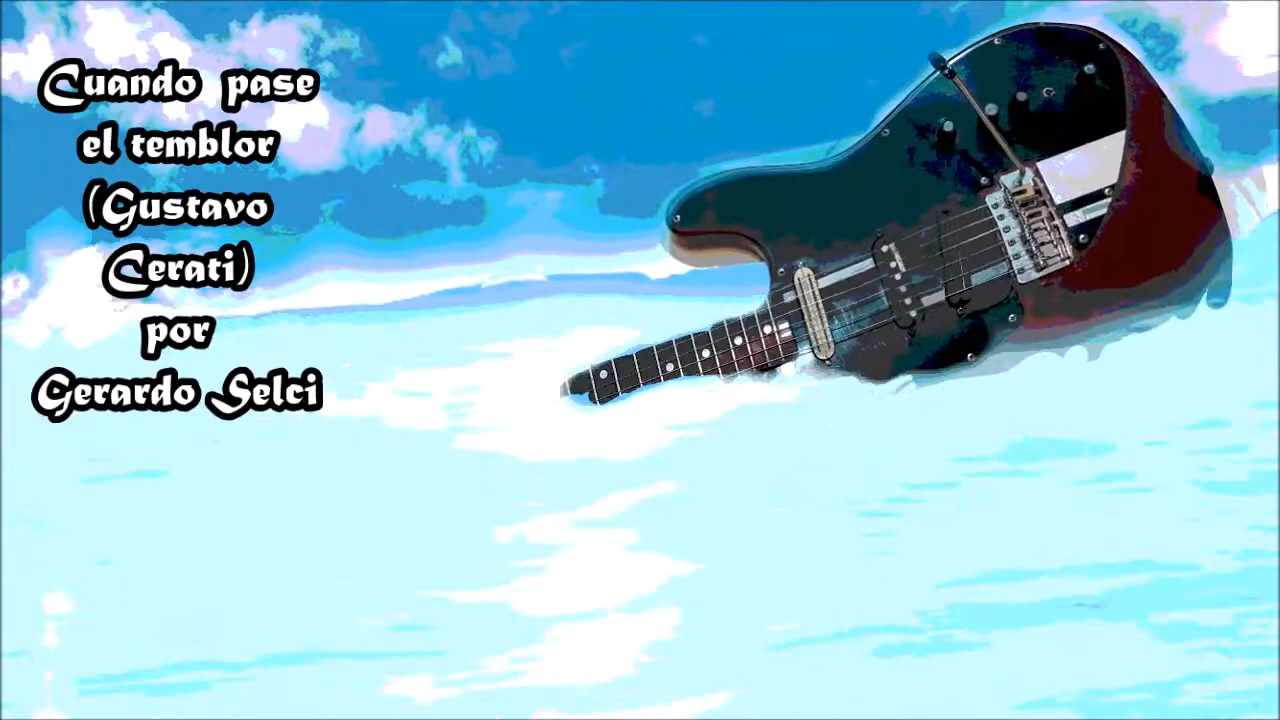 Cuando pase
el temblor
(Gustavo
Cerati)
por
Gerardo Selci